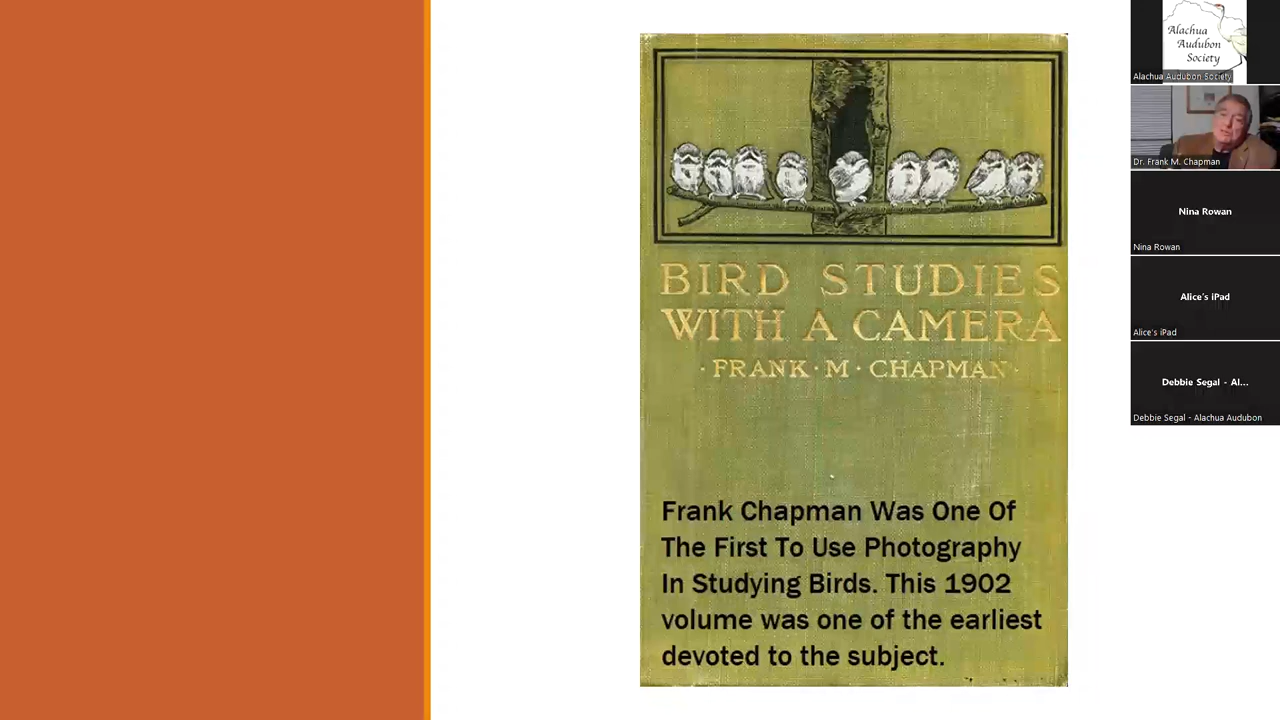 BIRD STUDIES
WITH A CAMERA
· FRANK · M · CHAPMAN ·
Frank Chapman Was One Of
The First To Use Photography
In Studying Birds. This 1902
volume was one of the earliest
devoted to the subject.
Alachua
Audubon
Society
Alachua Audubon Society
Dr. Frank M. Chapman
Nina Rowan
Nina Rowan
Alice's iPad
Alice's iPad
Debbie Segal - Al...
Debbie Segal - Alachua Audubon